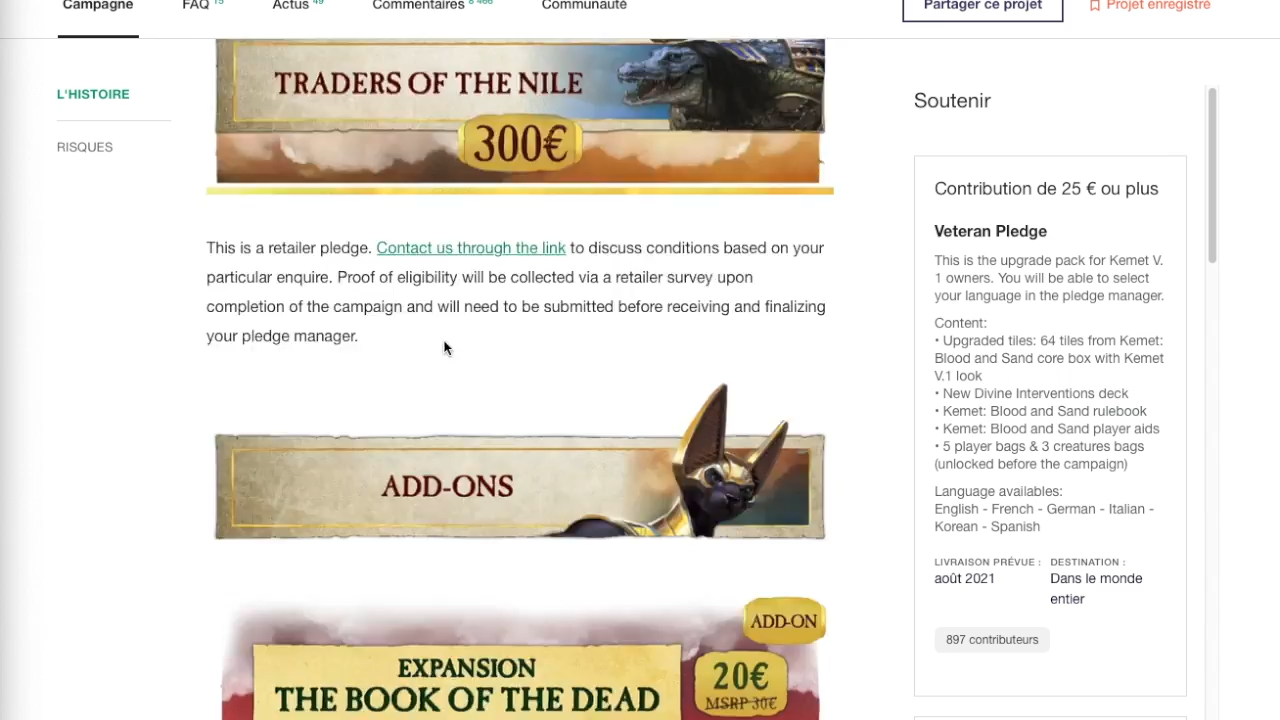 Campagne
FAQ 15
Actus 49
Commentaires 8 466
Communauté
Partager ce projet
Projet enregistré
L'HISTOIRE
RISQUES
TRADERS OF THE NILE
300€
This is a retailer pledge. Contact us through the link to discuss conditions based on your
particular enquire. Proof of eligibility will be collected via a retailer survey upon
completion of the campaign and will need to be submitted before receiving and finalizing
your pledge manager.
ADD-ONS
ADD-ON
EXPANSION
THE BOOK OF THE DEAD
20€
MSRP 30€
Soutenir
Contribution de 25 € ou plus
Veteran Pledge
This is the upgrade pack for Kemet V.
1 owners. You will be able to select
your language in the pledge manager.
Content:
• Upgraded tiles: 64 tiles from Kemet:
Blood and Sand core box with Kemet
V.1 look
• New Divine Interventions deck
• Kemet: Blood and Sand rulebook
• Kemet: Blood and Sand player aids
• 5 player bags & 3 creatures bags
(unlocked before the campaign)
Language availables:
English - French - German - Italian -
Korean - Spanish
LIVRAISON PRÉVUE :
août 2021
DESTINATION :
Dans le monde
entier
897 contributeurs